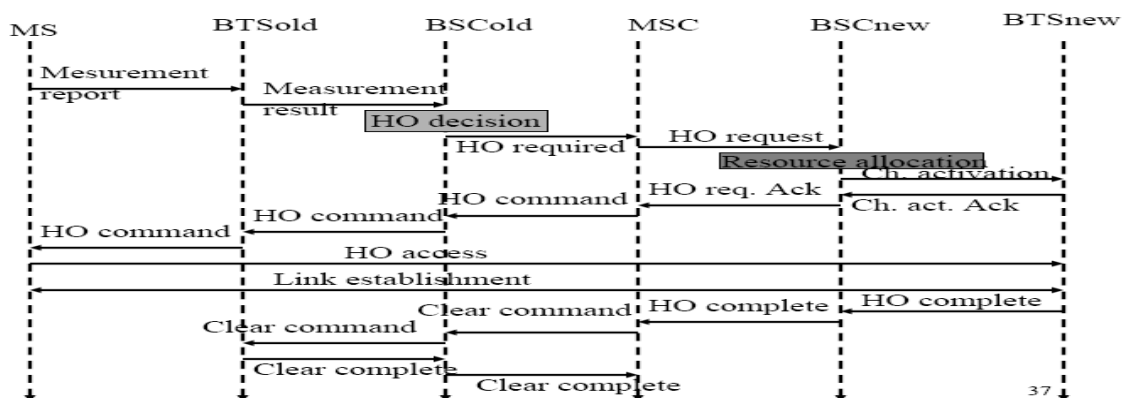 MS
BTSold
BSCold
MSC
BSCnew
BTSnew
Mesurement
report
Measurement
result
HO decision
HO required
HO request
Resource allocation
Ch. activation
Ch. act. Ack
HO req. Ack
HO command
HO command
HO command
HO access
Link establishment
HO complete
HO complete
Clear command
Clear command
Clear complete
Clear complete
37